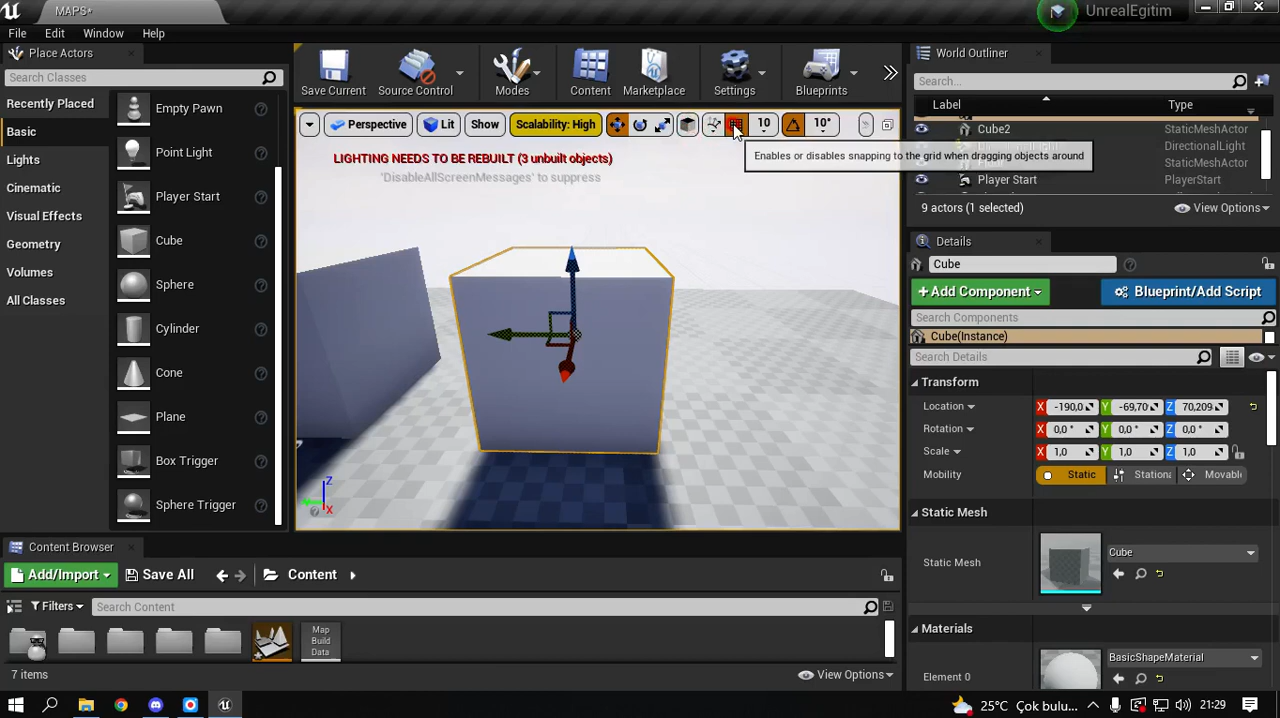 MAPS*
UnrealEgitim
File Edit Window Help
Place Actors
Search Classes
Recently Placed
Basic
Lights
Cinematic
Visual Effects
Geometry
Volumes
All Classes
Empty Pawn
Point Light
Player Start
Cube
Sphere
Cylinder
Cone
Plane
Box Trigger
Sphere Trigger
Save Current
Source Control
Modes
Content
Marketplace
Settings
Blueprints
Perspective Lit Show Scalability: High 10 10°
Enables or disables snapping to the grid when dragging objects around
LIGHTING NEEDS TO BE REBUILT (3 unbuilt objects)
'DisableAllScreenMessages' to suppress
Z
X
World Outliner
Search...
Label Type
Cube2 StaticMeshActor
DirectionalLight
StaticMeshActor
Player Start PlayerStart
9 actors (1 selected) View Options
Details
Cube
+Add Component Blueprint/Add Script
Search Components
Cube(Instance)
Search Details
Transform
Location X -190,0 Y -69,70 Z 70,209
Rotation X 0,0 ° Y 0,0 ° Z 0,0 °
Scale X 1,0 Y 1,0 Z 1,0
Mobility Static Stationa Movabl
Static Mesh
Static Mesh Cube
Materials
Element 0 BasicShapeMaterial
Content Browser
Add/Import Save All Content
Filters Search Content
Map
Build
Data
7 items View Options
25°C Çok bulu... 21:29